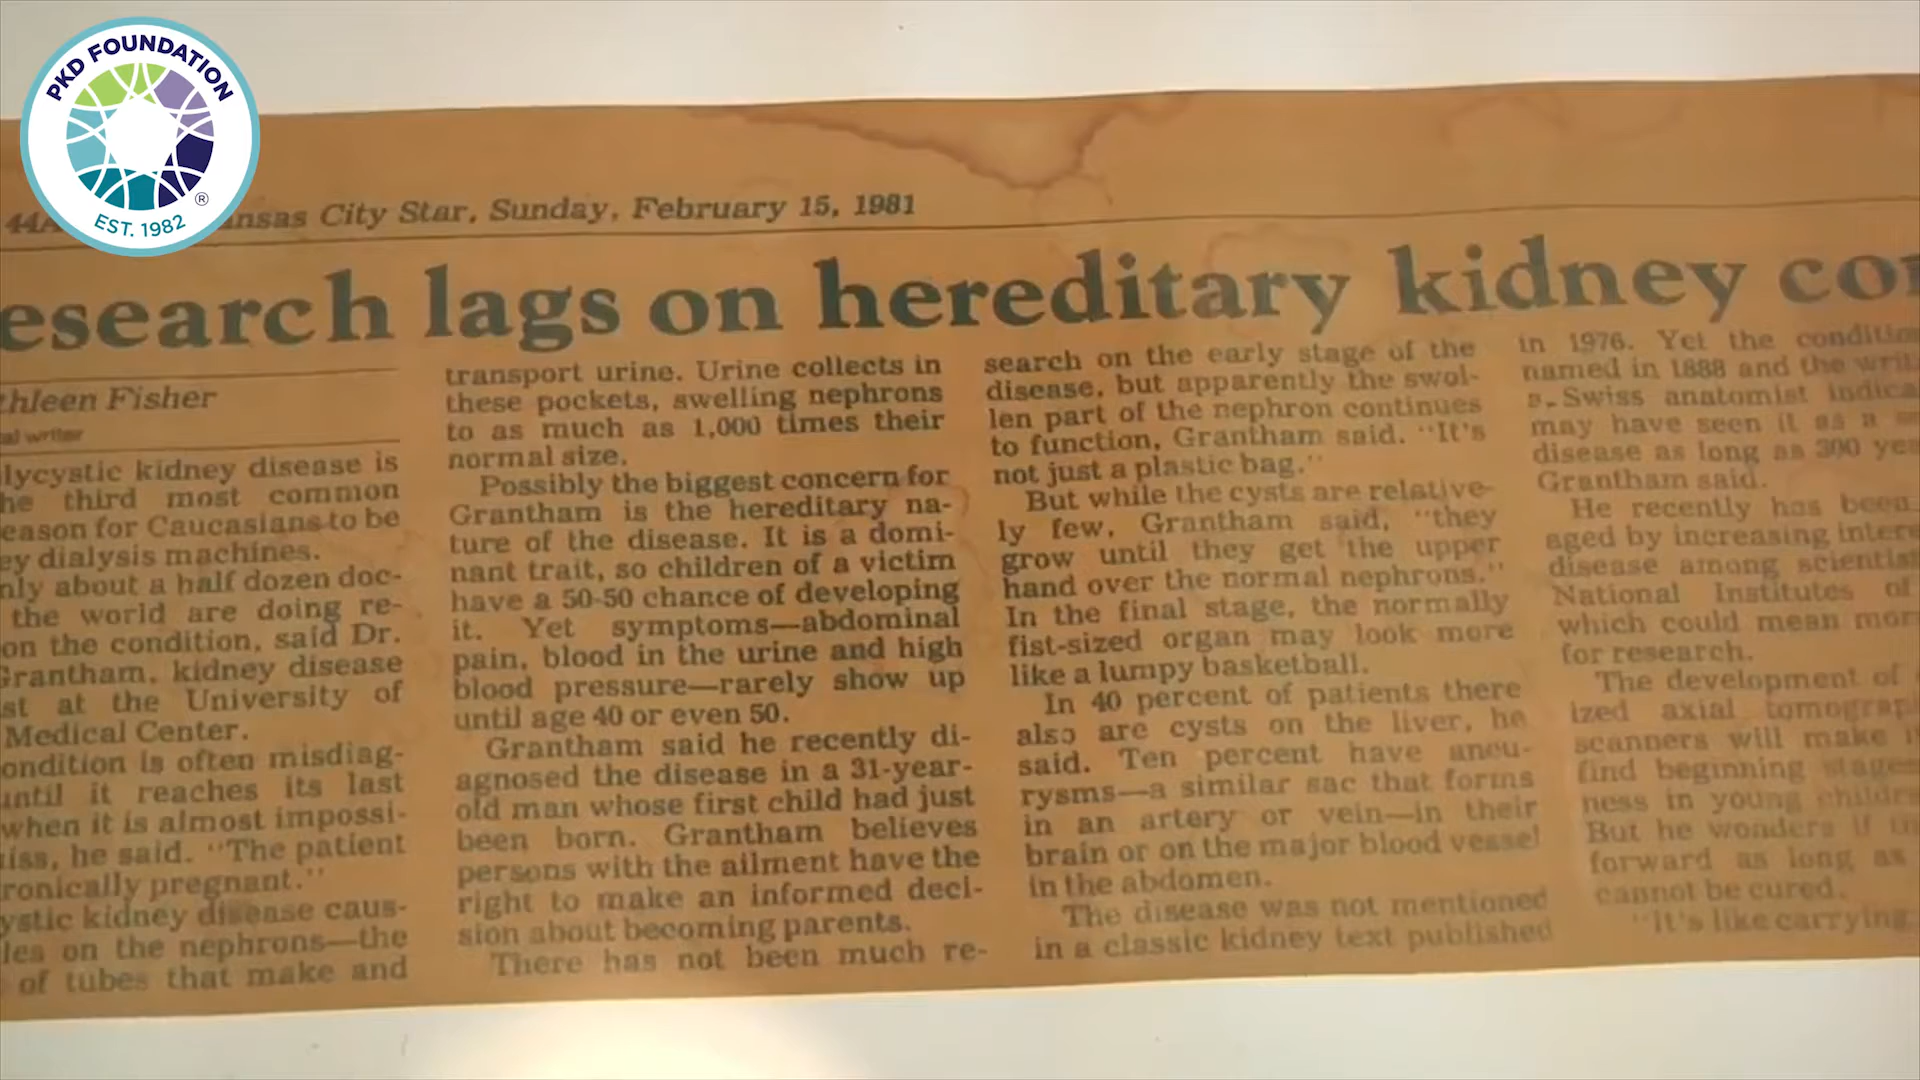 PKD FOUNDATION
EST. 1982
®
44A
ansas City Star, Sunday, February 15, 1981
esearch lags on hereditary kidney co
thleen Fisher
al writer
lycystic kidney disease is
he third most common
eason for Caucasians to be
ey dialysis machines.
nly about a half dozen doc-
the world are doing re-
on the condition, said Dr.
Grantham, kidney disease
st at the University of
Medical Center.
ondition is often misdiag-
until it reaches its last
when it is almost impossi-
iss, he said. "The patient
ronically pregnant."
ystic kidney disease caus-
les on the nephrons—the
of tubes that make and
transport urine. Urine collects in
these pockets, swelling nephrons
to as much as 1,000 times their
normal size.
Possibly the biggest concern for
Grantham is the hereditary na-
ture of the disease. It is a domi-
nant trait, so children of a victim
have a 50-50 chance of developing
it. Yet symptoms—abdominal
pain, blood in the urine and high
blood pressure—rarely show up
until age 40 or even 50.
Grantham said he recently di-
agnosed the disease in a 31-year-
old man whose first child had just
been born. Grantham believes
persons with the ailment have the
right to make an informed deci-
sion about becoming parents.
There has not been much re-
search on the early stage of the
disease, but apparently the swol-
len part of the nephron continues
to function, Grantham said. "It's
not just a plastic bag."
But while the cysts are relative-
ly few, Grantham said, "they
grow until they get the upper
hand over the normal nephrons."
In the final stage, the normally
fist-sized organ may look more
like a lumpy basketball.
In 40 percent of patients there
also are cysts on the liver, he
said. Ten percent have aneu-
rysms—a similar sac that forms
in an artery or vein—in their
brain or on the major blood vessel
in the abdomen.
The disease was not mentioned
in a classic kidney text published
in 1976. Yet the conditio
named in 1888 and the writ
Swiss anatomist indica
may have seen it as a
disease as long as 300 yea
Grantham said.
He recently has been
aged by increasing intere
disease among scientist
National Institutes of
which could mean mor
for research.
The development of
ized axial tomograp
scanners will make i
find beginning stages
ness in young childre
But he wonders if
forward as long as
cannot be cured.
"It's like carrying